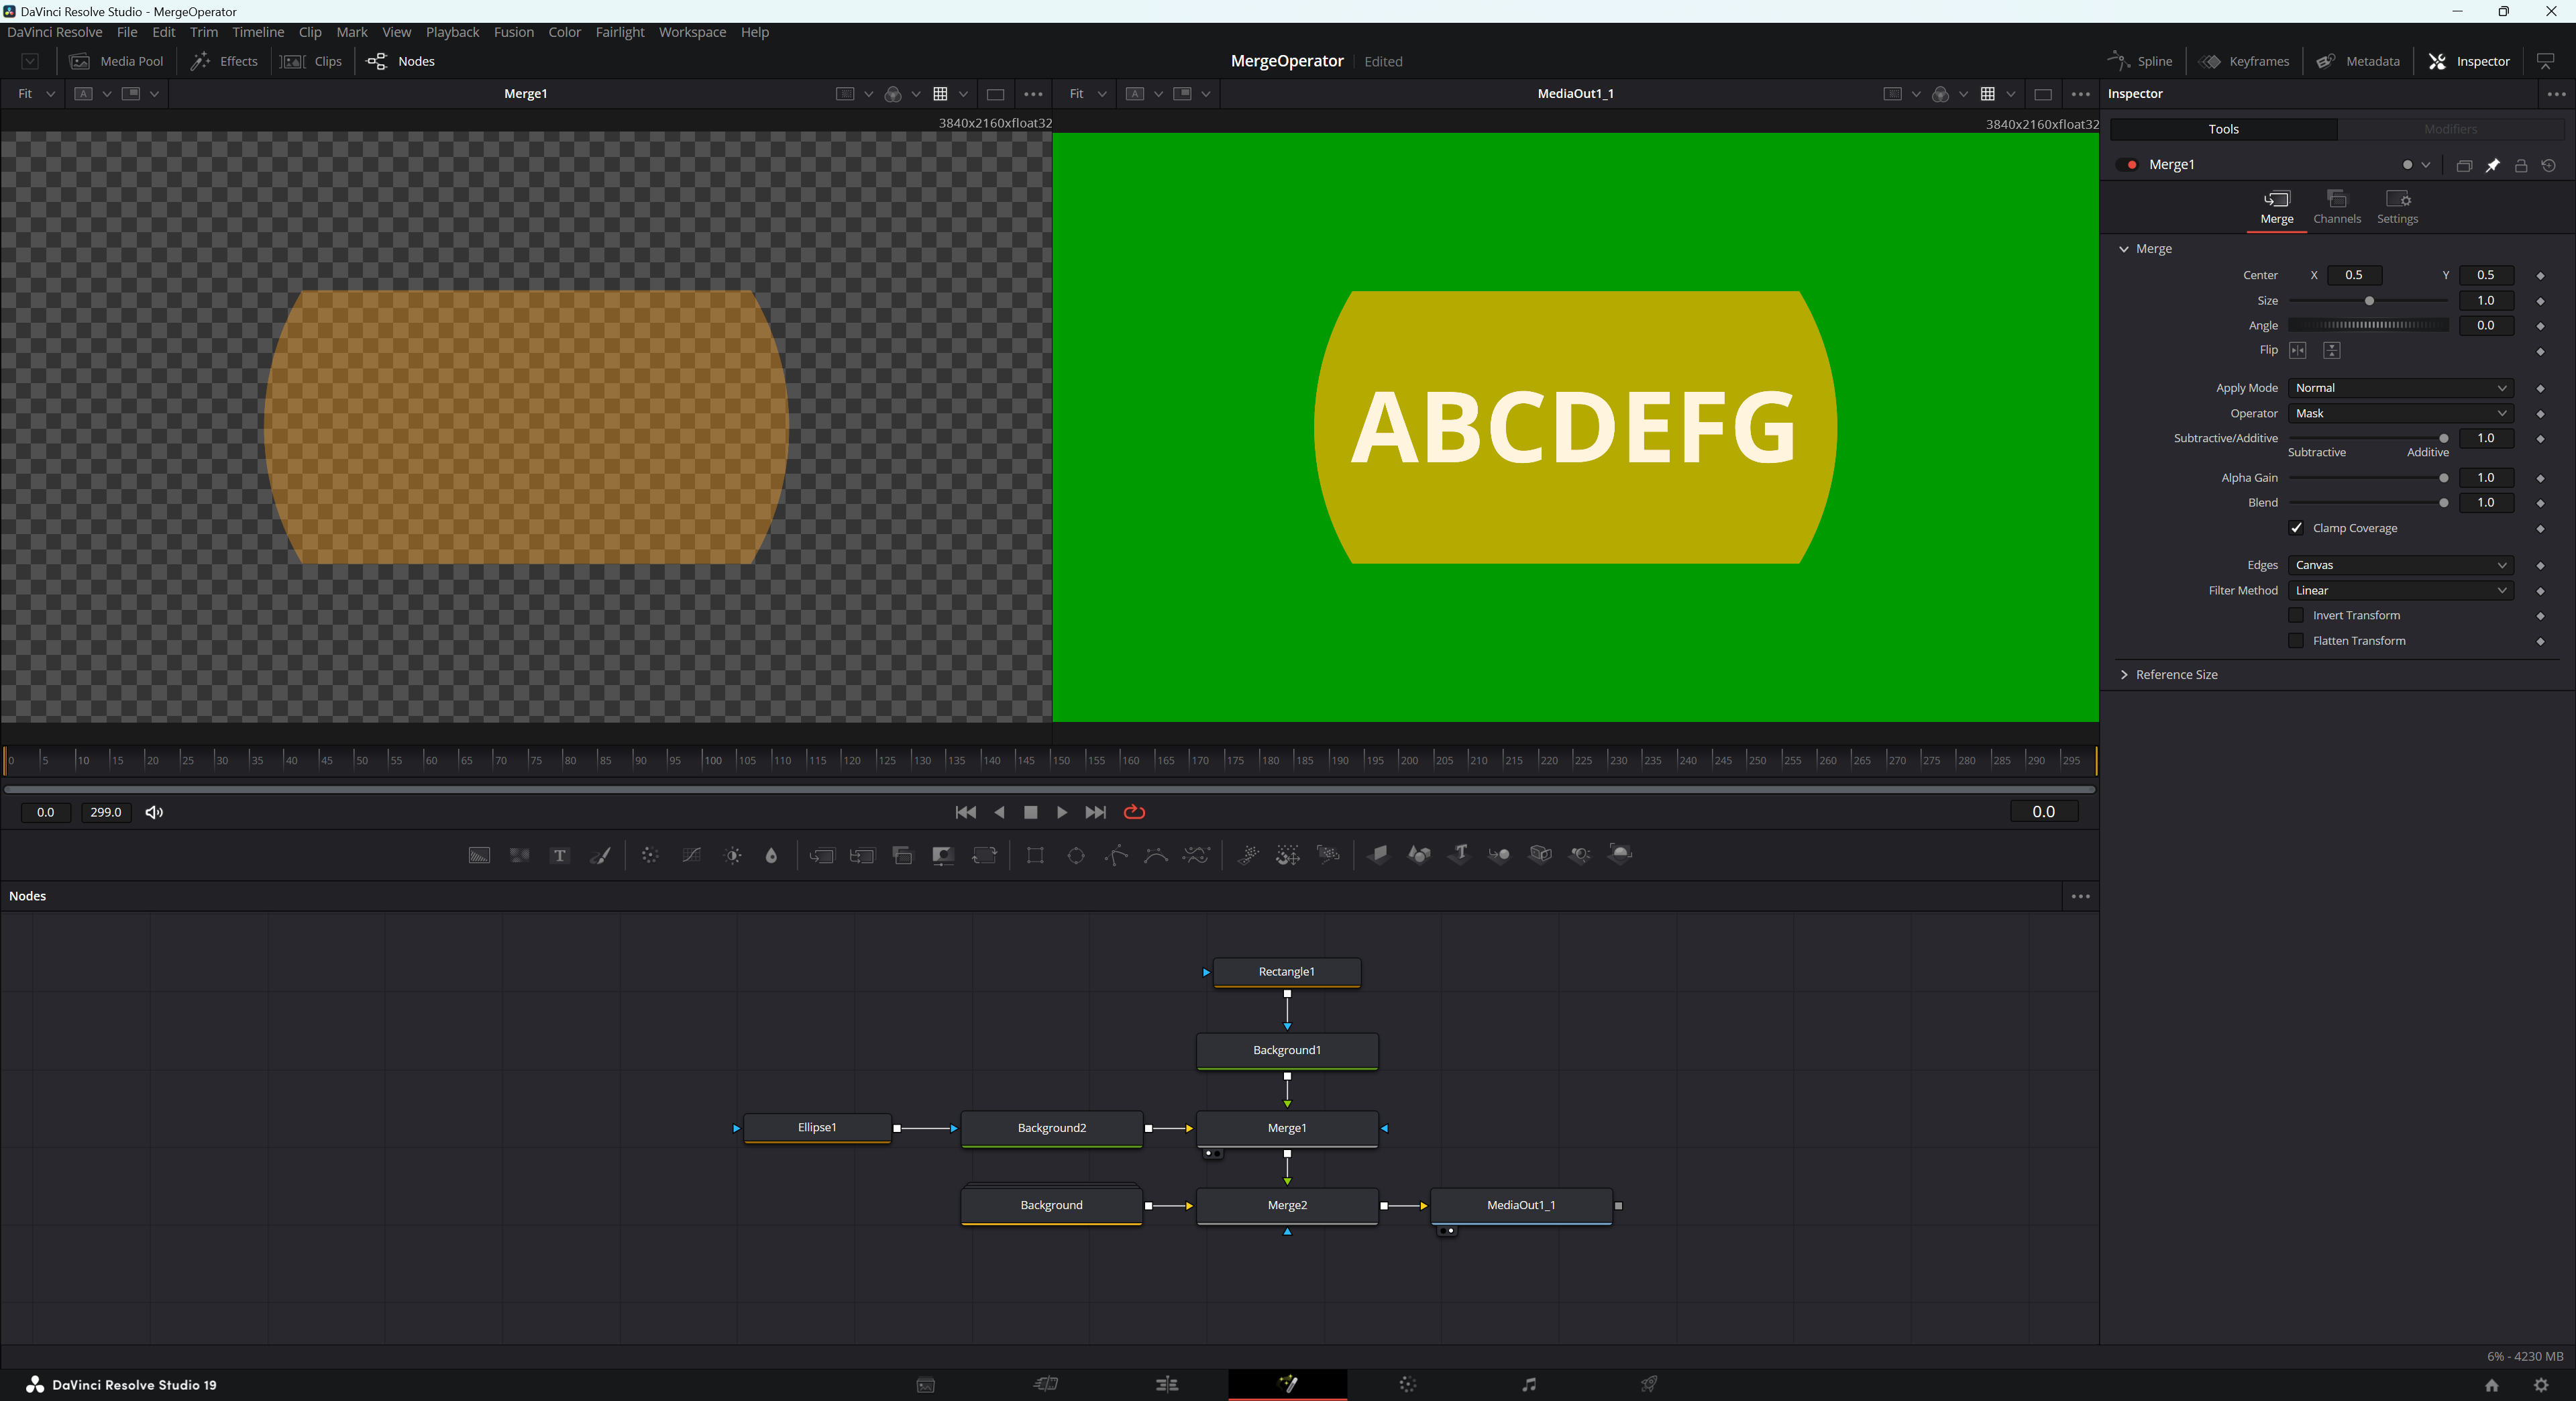 DaVinci Resolve Studio - MergeOperator
DaVinci Resolve File Edit Trim Timeline Clip Mark View Playback Fusion Color Fairlight Workspace Help
Media Pool Effects Clips Nodes MergeOperator Edited Spline Keyframes Metadata Inspector
Fit A Merge1 Fit A MediaOut1_1 Inspector
3840x2160xfloat32 3840x2160xfloat32
Tools Modifiers
Merge1
Merge Channels Settings
Merge
Center X 0.5 Y 0.5
Size 1.0
Angle 0.0
Flip
Apply Mode Normal
Operator Mask
Subtractive/Additive 1.0
Subtractive Additive
Alpha Gain 1.0
Blend 1.0
Clamp Coverage
Edges Canvas
Filter Method Linear
Invert Transform
Flatten Transform
Reference Size
ABCDEFG
0 5 10 15 20 25 30 35 40 45 50 55 60 65 70 75 80 85 90 95 100 105 110 115 120 125 130 135 140 145 150 155 160 165 170 175 180 185 190 195 200 205 210 215 220 225 230 235 240 245 250 255 260 265 270 275 280 285 290 295
0.0 299.0 0.0
T T
Nodes
Rectangle1
Background1
Ellipse1 Background2 Merge1
Background Merge2 MediaOut1_1
6% - 4230 MB
DaVinci Resolve Studio 19